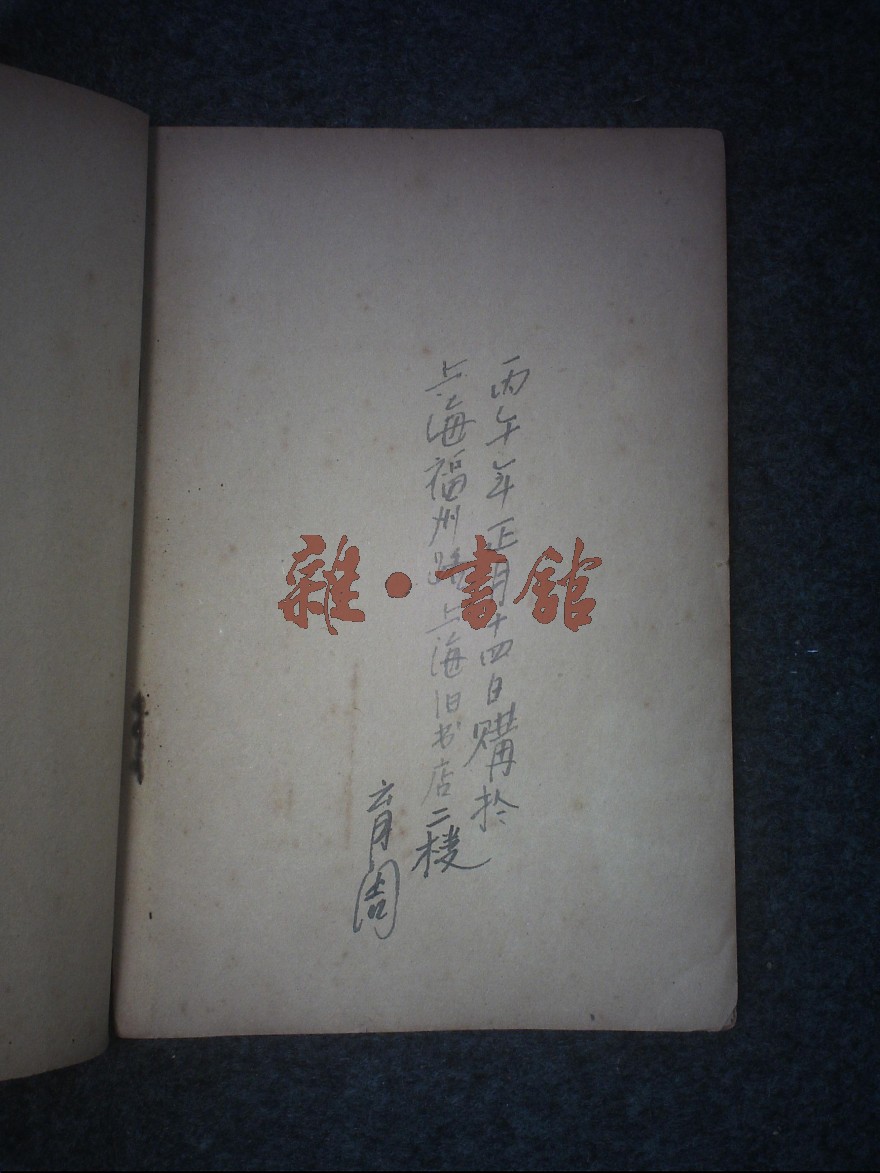 丙午年正月十四日購於
上海福州路上海旧书店二楼
育周
雜·書館